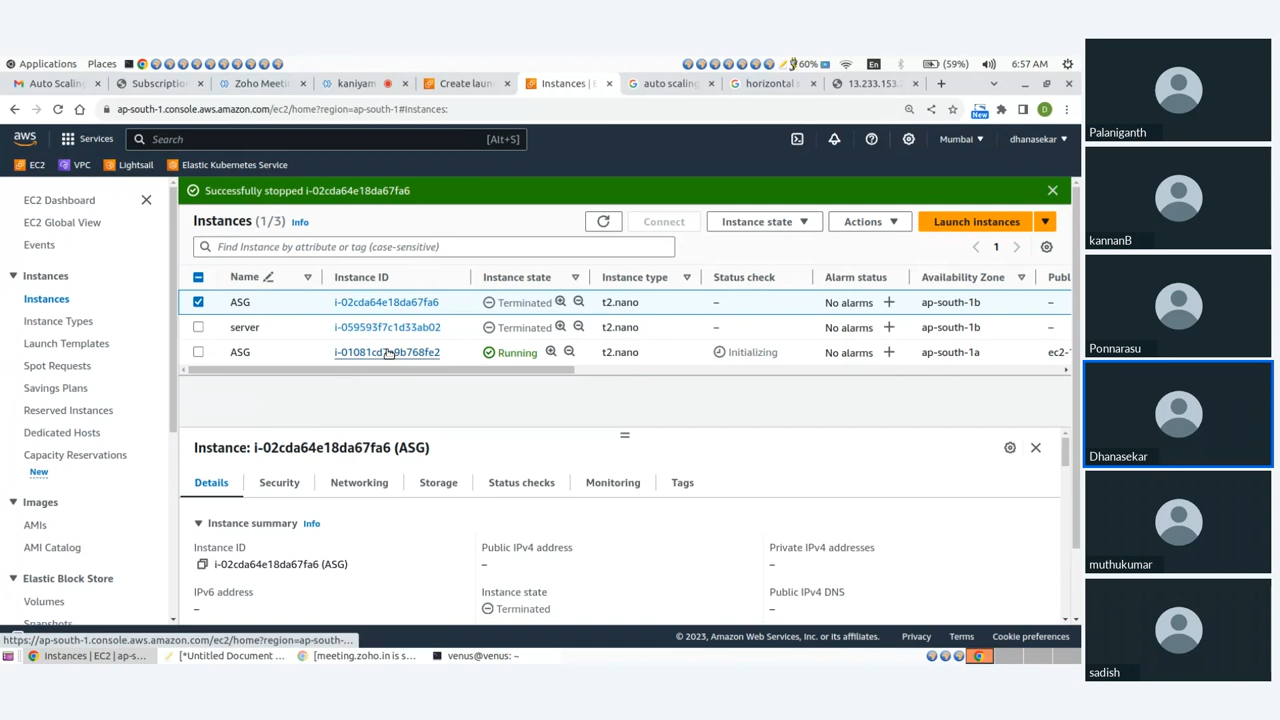 Applications Places 60% En (59%) 6:57 AM
Auto Scaling Subscription Zoho Meeti kaniyam Create laun Instances | E auto scaling horizontal s 13.233.153.
ap-south-1.console.aws.amazon.com/ec2/home?region=ap-south-1#Instances: New D
aws Services Search [Alt+S] Mumbai dhanasekar
EC2 VPC Lightsail Elastic Kubernetes Service
EC2 Dashboard
EC2 Global View
Events
Instances
Instances
Instance Types
Launch Templates
Spot Requests
Savings Plans
Reserved Instances
Dedicated Hosts
Capacity Reservations
New
Images
AMIs
AMI Catalog
Elastic Block Store
Volumes
Snapshots
Successfully stopped i-02cda64e18da67fa6
Instances (1/3) Info Connect Instance state Actions Launch instances
Find Instance by attribute or tag (case-sensitive) 1
Name Instance ID Instance state Instance type Status check Alarm status Availability Zone Publ
ASG i-02cda64e18da67fa6 Terminated t2.nano – No alarms + ap-south-1b –
server i-059593f7c1d33ab02 Terminated t2.nano – No alarms + ap-south-1b –
ASG Running t2.nano Initializing No alarms + ap-south-1a ec2-
Instance: i-02cda64e18da67fa6 (ASG)
Details Security Networking Storage Status checks Monitoring Tags
Instance summary Info
Instance ID Public IPv4 address Private IPv4 addresses
i-02cda64e18da67fa6 (ASG) – –
IPv6 address Instance state Public IPv4 DNS
– Terminated –
https://ap-south-1.console.aws.amazon.com/ec2/home?region=ap-south-...
© 2023, Amazon Web Services, Inc. or its affiliates. Privacy Terms Cookie preferences
Instances | EC2 | ap-s... [*Untitled Document ... [meeting.zoho.in is s... venus@venus: ~
Palaniganth
kannanB
Ponnarasu
Dhanasekar
muthukumar
sadish